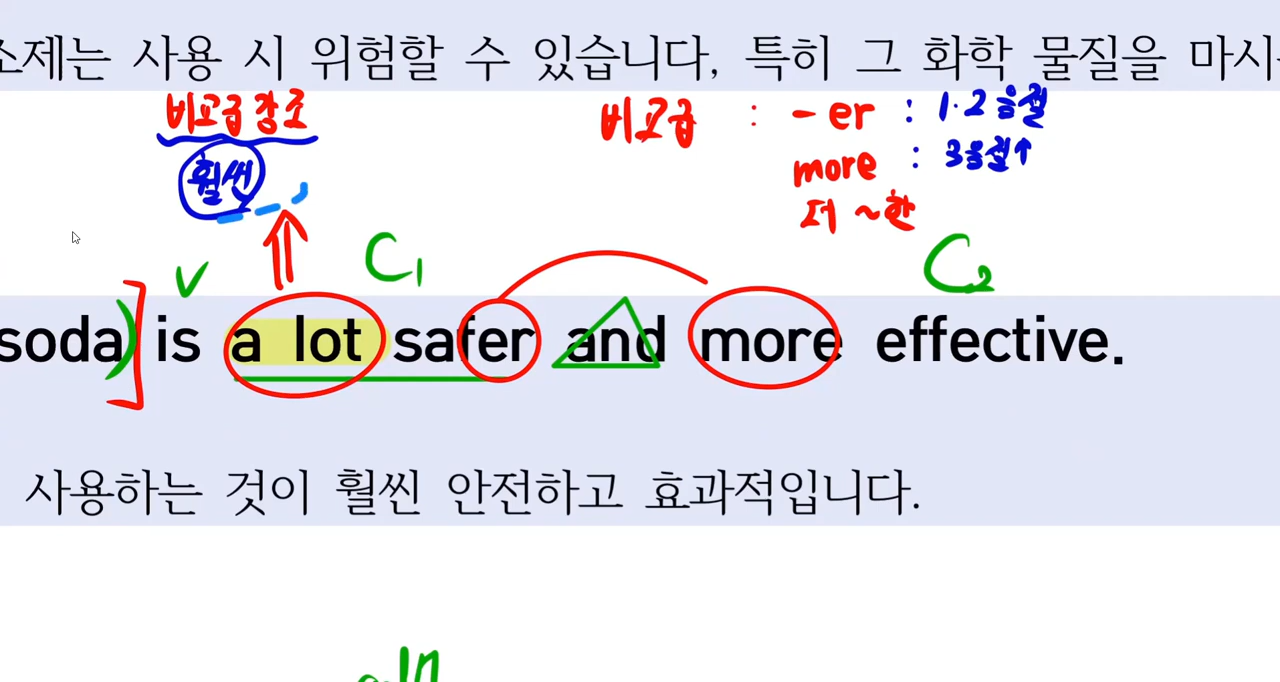 소제는 사용 시 위험할 수 있습니다, 특히 그 화학 물질을 마시
비교급 강조
훨씬
비교급 : -er : 1·2음절
more : 3음절↑
더 ~한
V C₁ C₂
soda)] is a lot safer and more effective.
사용하는 것이 훨씬 안전하고 효과적입니다.